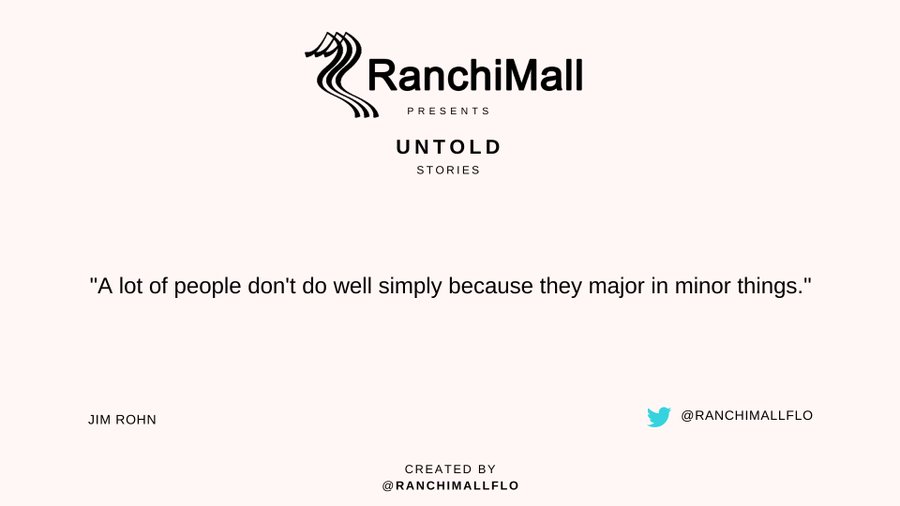 RanchiMall
PRESENTS
UNTOLD
STORIES
"A lot of people don't do well simply because they major in minor things."
JIM ROHN
@RANCHIMALLFLO
CREATED BY
@RANCHIMALLFLO